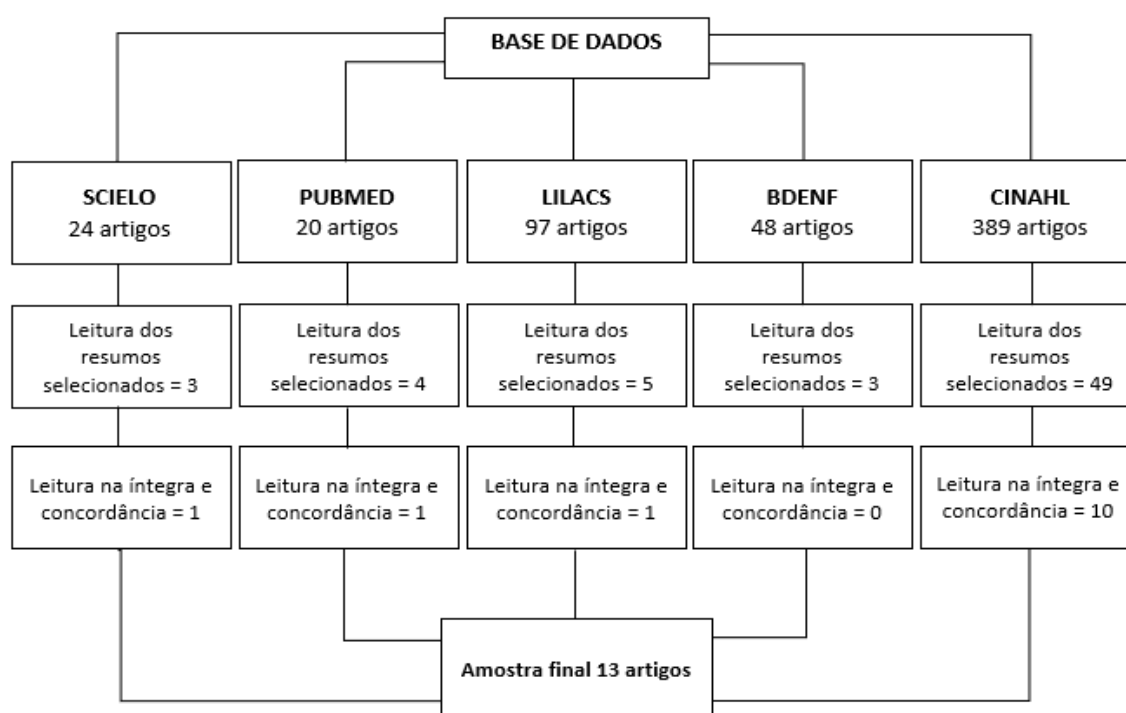 BASE DE DADOS
SCIELO
24 artigos
PUBMED
20 artigos
LILACS
97 artigos
BDENF
48 artigos
CINAHL
389 artigos
Leitura dos
resumos
selecionados = 3
Leitura dos
resumos
selecionados = 4
Leitura dos
resumos
selecionados = 5
Leitura dos
resumos
selecionados = 3
Leitura dos
resumos
selecionados = 49
Leitura na íntegra e
concordância = 1
Leitura na íntegra e
concordância = 1
Leitura na íntegra e
concordância = 1
Leitura na íntegra e
concordância = 0
Leitura na íntegra e
concordância = 10
Amostra final 13 artigos